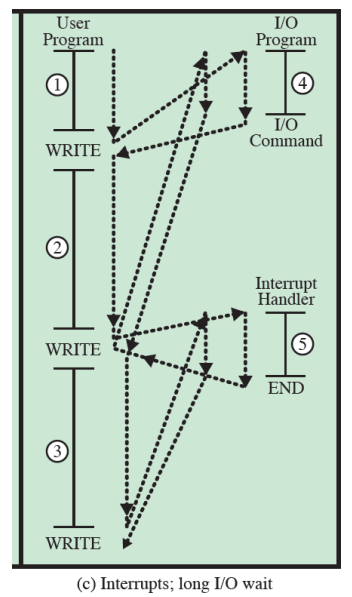 User
Program
I/O
Program
1
4
I/O
Command
WRITE
2
Interrupt
Handler
WRITE
5
END
3
WRITE
(c) Interrupts; long I/O wait